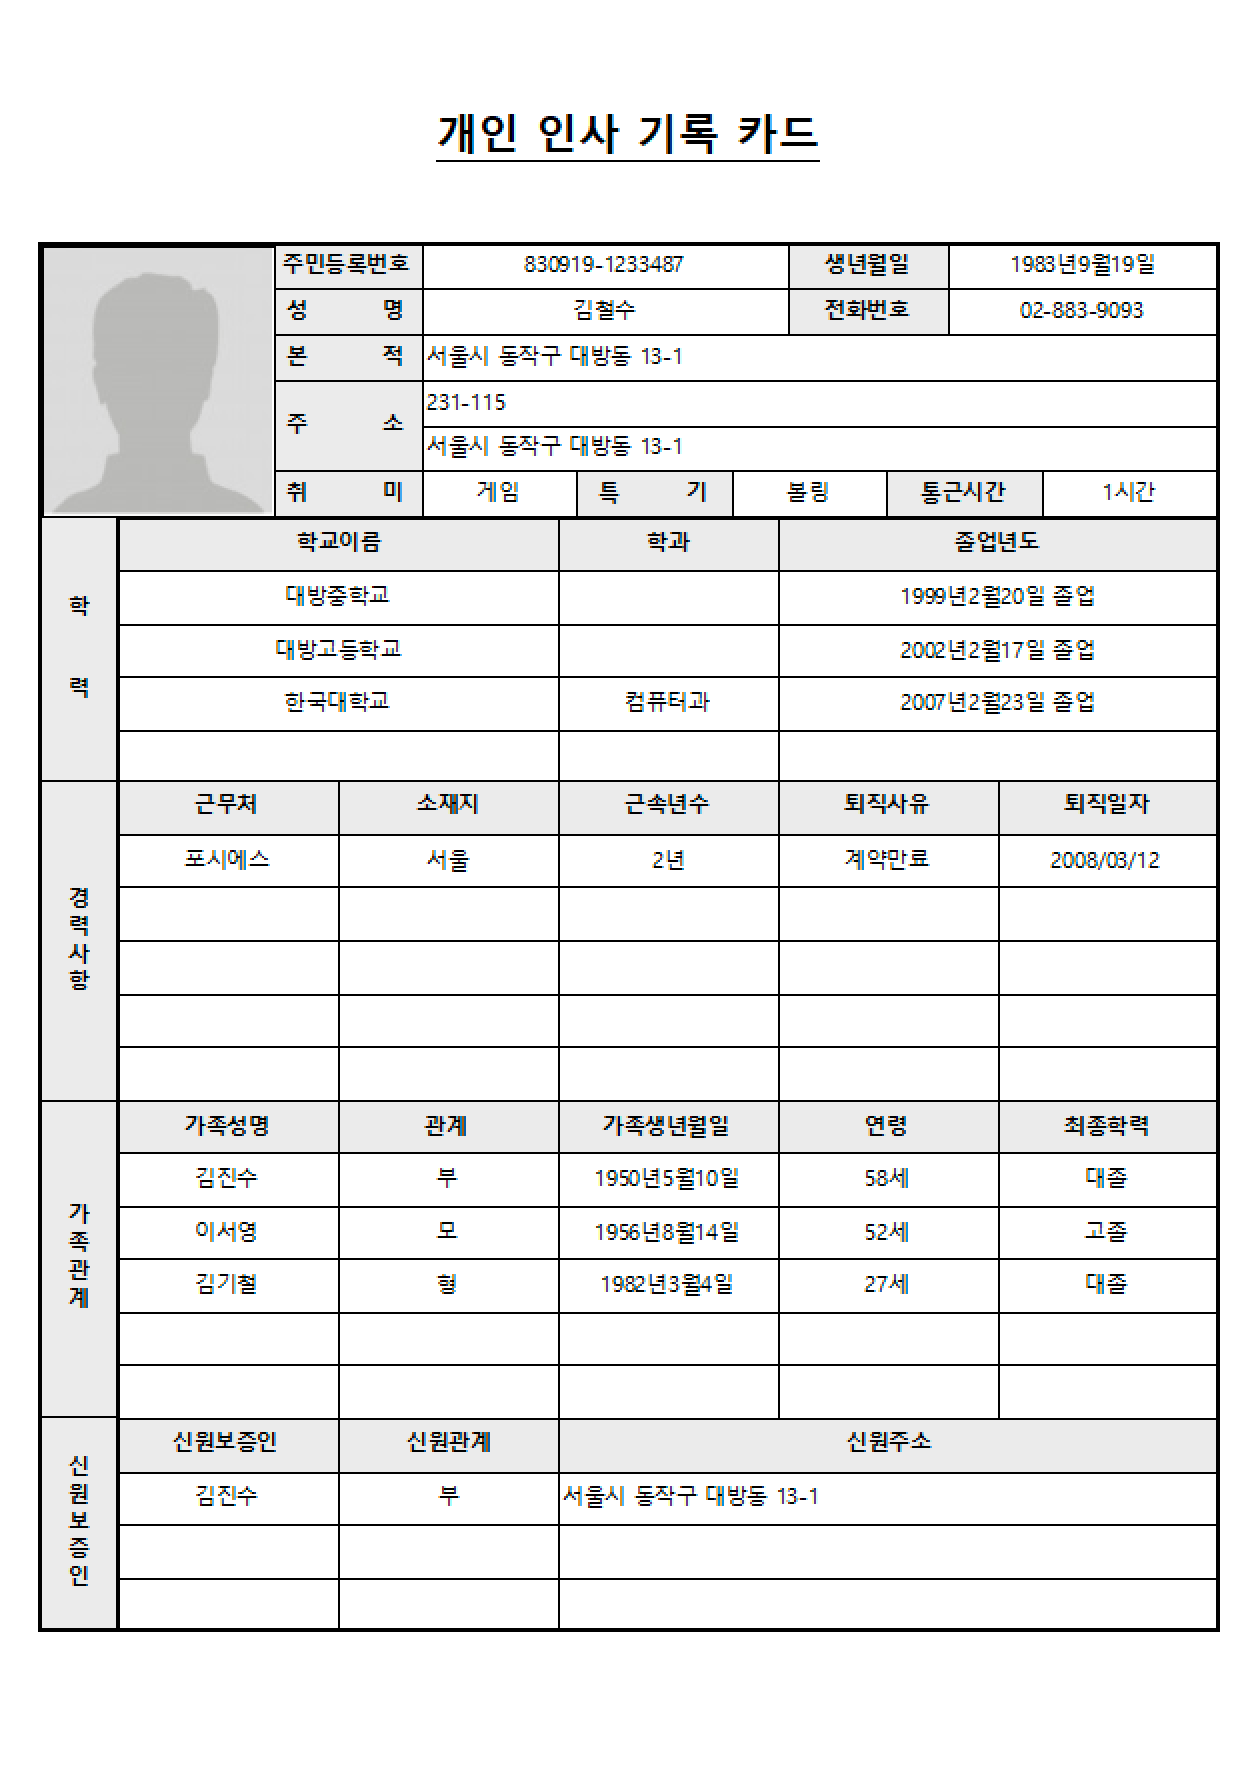 개인 인사 기록 카드
주민등록번호 830919-1233487 생년월일 1983년9월19일
성 명 김철수 전화번호 02-883-9093
본 적 서울시 동작구 대방동 13-1
주 소 231-115
서울시 동작구 대방동 13-1
취 미 게임 특 기 볼링 통근시간 1시간
학력
학교이름 학과 졸업년도
대방중학교 1999년2월20일 졸업
대방고등학교 2002년2월17일 졸업
한국대학교 컴퓨터과 2007년2월23일 졸업
경력사항
근무처 소재지 근속년수 퇴직사유 퇴직일자
포시에스 서울 2년 계약만료 2008/03/12
가족관계
가족성명 관계 가족생년월일 연령 최종학력
김진수 부 1950년5월10일 58세 대졸
이서영 모 1956년8월14일 52세 고졸
김기철 형 1982년3월4일 27세 대졸
신원보증인
신원보증인 신원관계 신원주소
김진수 부 서울시 동작구 대방동 13-1